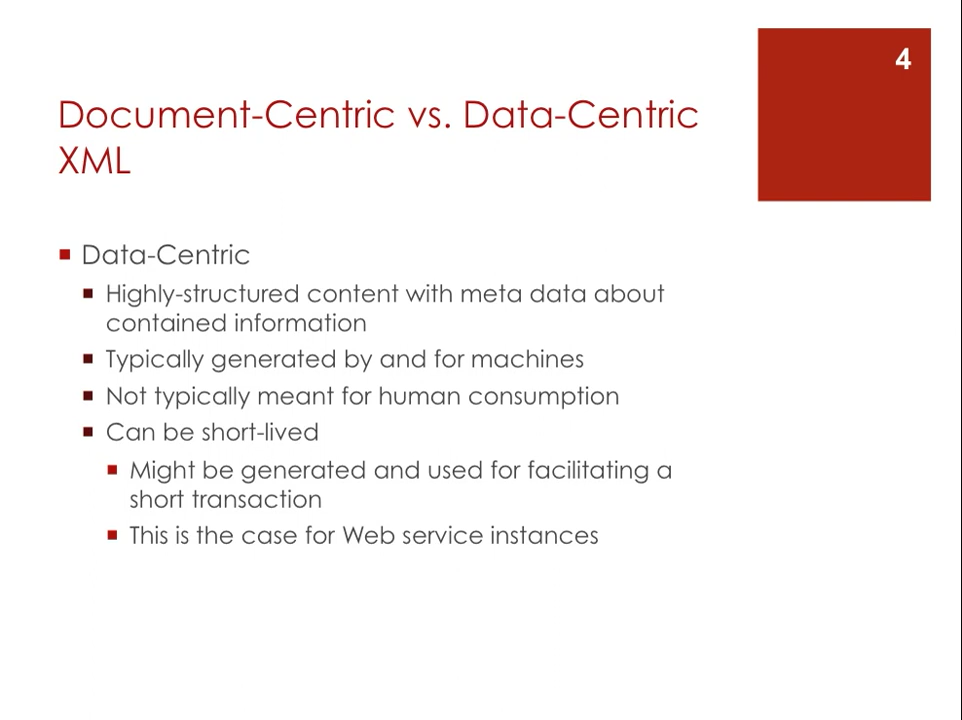 4
Document-Centric vs. Data-Centric
XML
Data-Centric
Highly-structured content with meta data about
contained information
Typically generated by and for machines
Not typically meant for human consumption
Can be short-lived
Might be generated and used for facilitating a
short transaction
This is the case for Web service instances